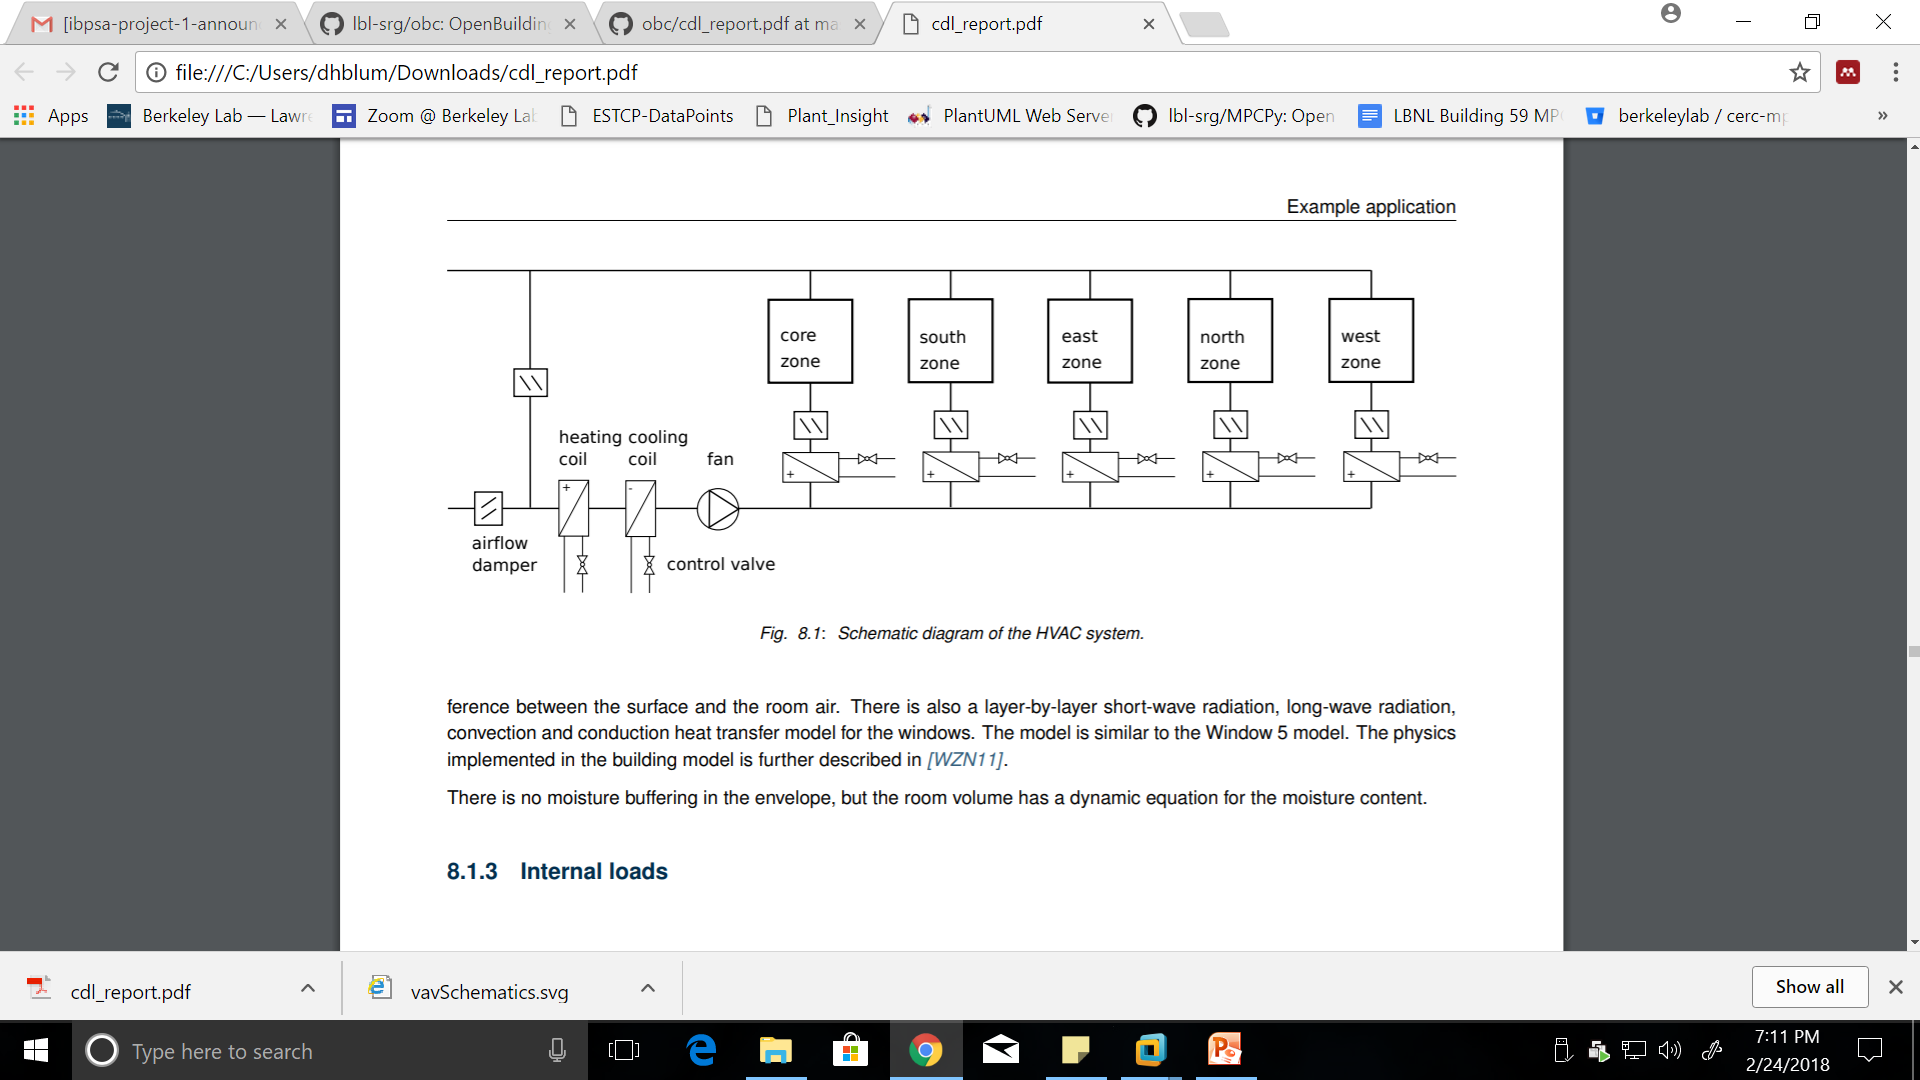 [ibpsa-project-1-announ
lbl-srg/obc: OpenBuilding
obc/cdl_report.pdf at ma
cdl_report.pdf
file:///C:/Users/dhblum/Downloads/cdl_report.pdf
Apps
Berkeley Lab — Lawr
Zoom @ Berkeley La
ESTCP-DataPoints
Plant_Insight
PlantUML Web Serve
lbl-srg/MPCPy: Open
LBNL Building 59 MP
berkeleylab / cerc-mp
»
Example application
core
zone
south
zone
east
zone
north
zone
west
zone
heating
coil
cooling
coil
fan
+
-
+
+
+
+
+
airflow
damper
control valve
Fig. 8.1: Schematic diagram of the HVAC system.
ference between the surface and the room air. There is also a layer-by-layer short-wave radiation, long-wave radiation,
convection and conduction heat transfer model for the windows. The model is similar to the Window 5 model. The physics
implemented in the building model is further described in [WZN11].
There is no moisture buffering in the envelope, but the room volume has a dynamic equation for the moisture content.
8.1.3 Internal loads
cdl_report.pdf
vavSchematics.svg
Show all
Type here to search
7:11 PM
2/24/2018